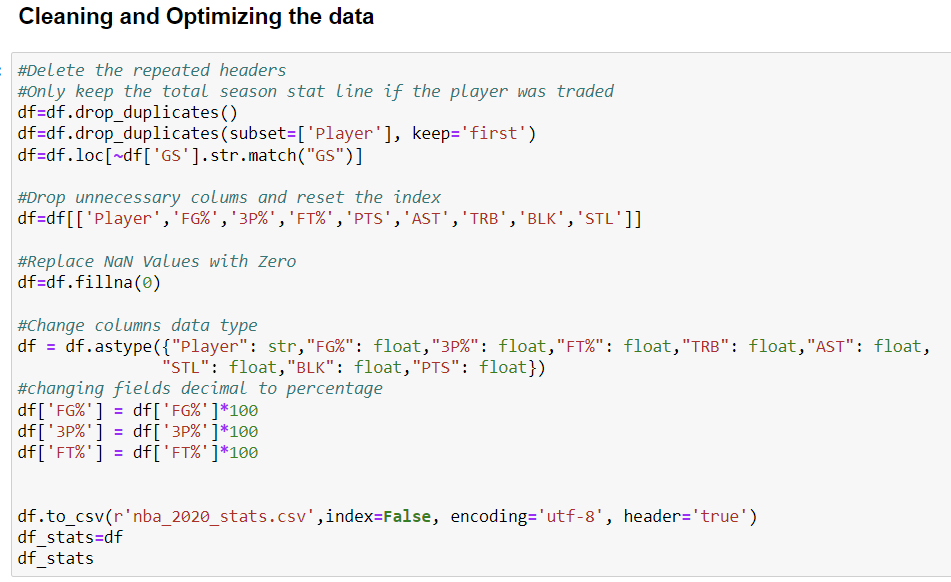 Cleaning and Optimizing the data
#Delete the repeated headers
#Only keep the total season stat line if the player was traded
df=df.drop_duplicates()
df=df.drop_duplicates(subset=['Player'], keep='first')
df=df.loc[~df['GS'].str.match("GS")]
#Drop unnecessary colums and reset the index
df=df[['Player','FG%','3P%','FT%','PTS','AST','TRB','BLK','STL']]
#Replace NaN Values with Zero
df=df.fillna(0)
#Change columns data type
df = df.astype({"Player": str,"FG%": float,"3P%": float,"FT%": float,"TRB": float,"AST": float,
"STL": float,"BLK": float,"PTS": float})
#changing fields decimal to percentage
df['FG%'] = df['FG%']*100
df['3P%'] = df['3P%']*100
df['FT%'] = df['FT%']*100
df.to_csv(r'nba_2020_stats.csv',index=False, encoding='utf-8', header='true')
df_stats=df
df_stats